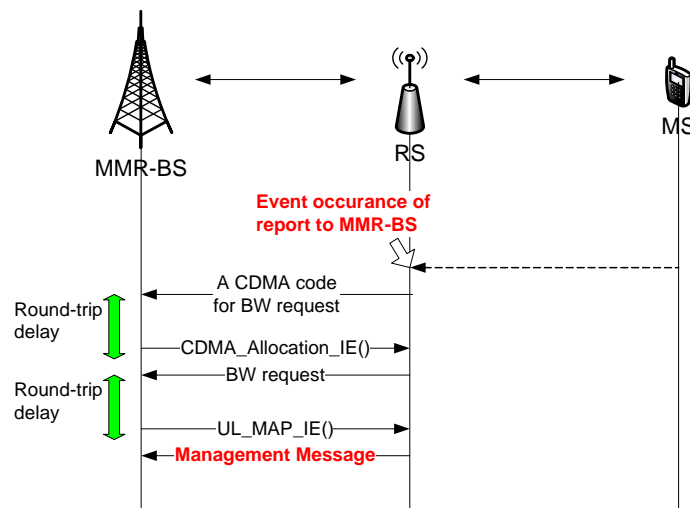 MMR-BS
RS
MS
Event occurance of
report to MMR-BS
A CDMA code
for BW request
Round-trip
delay
CDMA_Allocation_IE()
BW request
Round-trip
delay
UL_MAP_IE()
Management Message